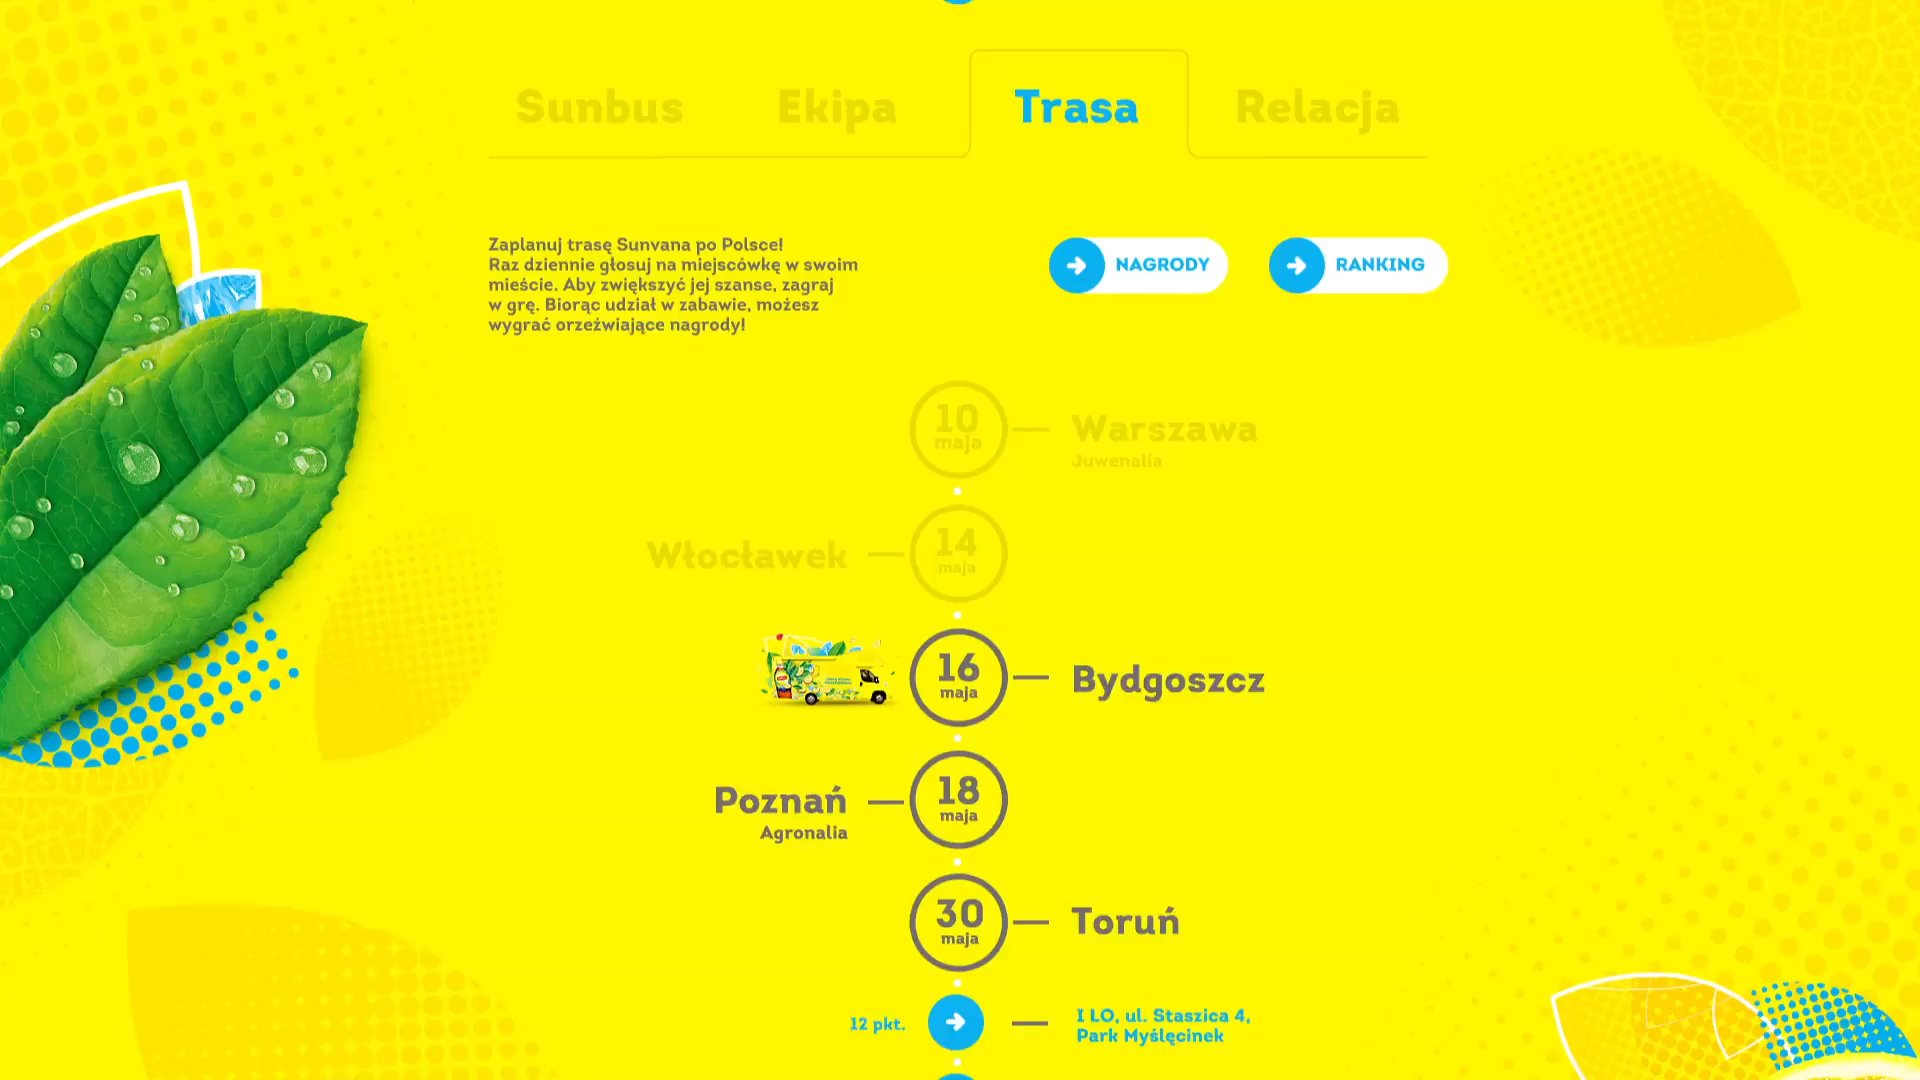 Sunbus Ekipa Trasa Relacja
Zaplanuj trasę Sunvana po Polsce!
Raz dziennie głosuj na miejscówkę w swoim
mieście. Aby zwiększyć jej szanse, zagraj
w grę. Biorąc udział w zabawie, możesz
wygrać orzeźwiające nagrody!
NAGRODY
RANKING
10
maja
Warszawa
Juwenalia
Włocławek
14
maja
16
maja
Bydgoszcz
Poznań
Agronalia
18
maja
30
maja
Toruń
12 pkt.
I LO, ul. Staszica 4,
Park Myślęcinek